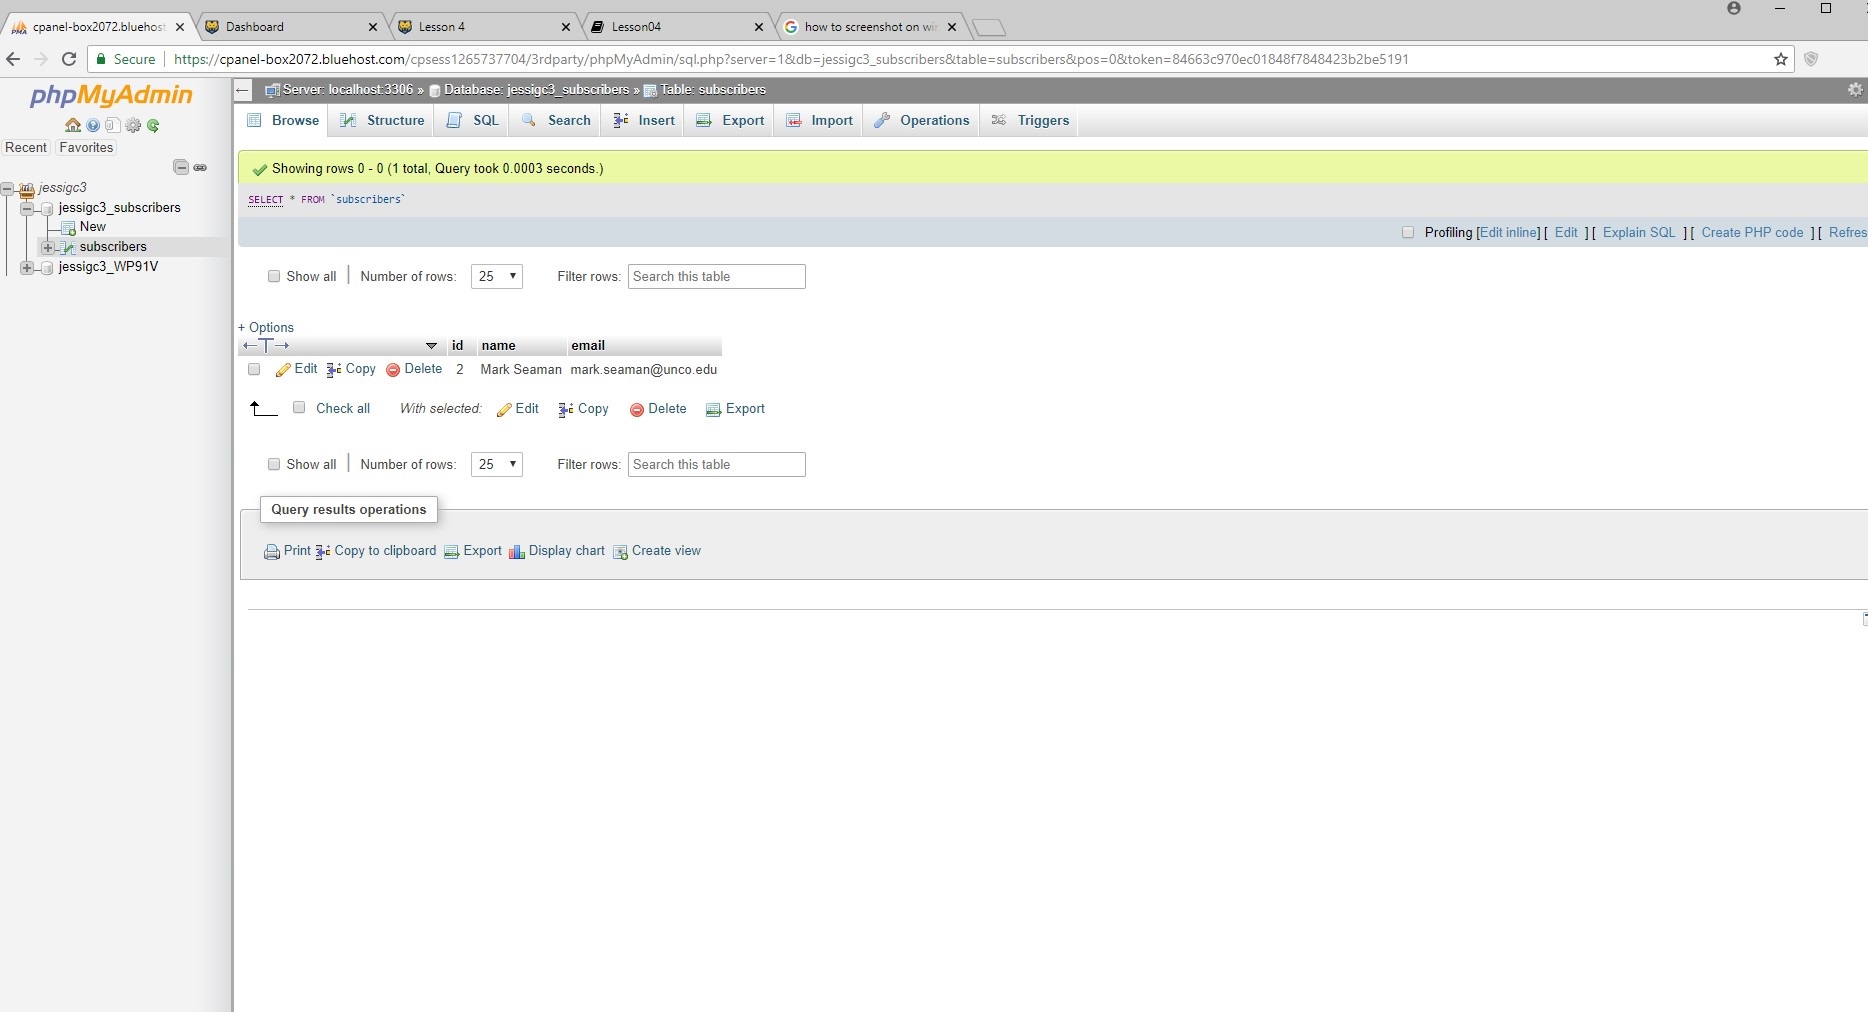 cpanel-box2072.bluehost
Dashboard
Lesson 4
Lesson04
how to screenshot on win
Secure
https://cpanel-box2072.bluehost.com/cpsess1265737704/3rdparty/phpMyAdmin/sql.php?server=1&db=jessigc3_subscribers&table=subscribers&pos=0&token=84663c970ec01848f7848423b2be5191
phpMyAdmin
Recent Favorites
jessigc3
jessigc3_subscribers
New
subscribers
jessigc3_WP91V
Server: localhost:3306 » Database: jessigc3_subscribers » Table: subscribers
Browse Structure SQL Search Insert Export Import Operations Triggers
Showing rows 0 - 0 (1 total, Query took 0.0003 seconds.)
SELECT * FROM `subscribers`
Profiling [Edit inline] [ Edit ] [ Explain SQL ] [ Create PHP code ] [ Refres
Show all | Number of rows: 25 Filter rows: Search this table
+ Options
←T→ id name email
Edit Copy Delete 2 Mark Seaman mark.seaman@unco.edu
Check all With selected: Edit Copy Delete Export
Show all | Number of rows: 25 Filter rows: Search this table
Query results operations
Print Copy to clipboard Export Display chart Create view